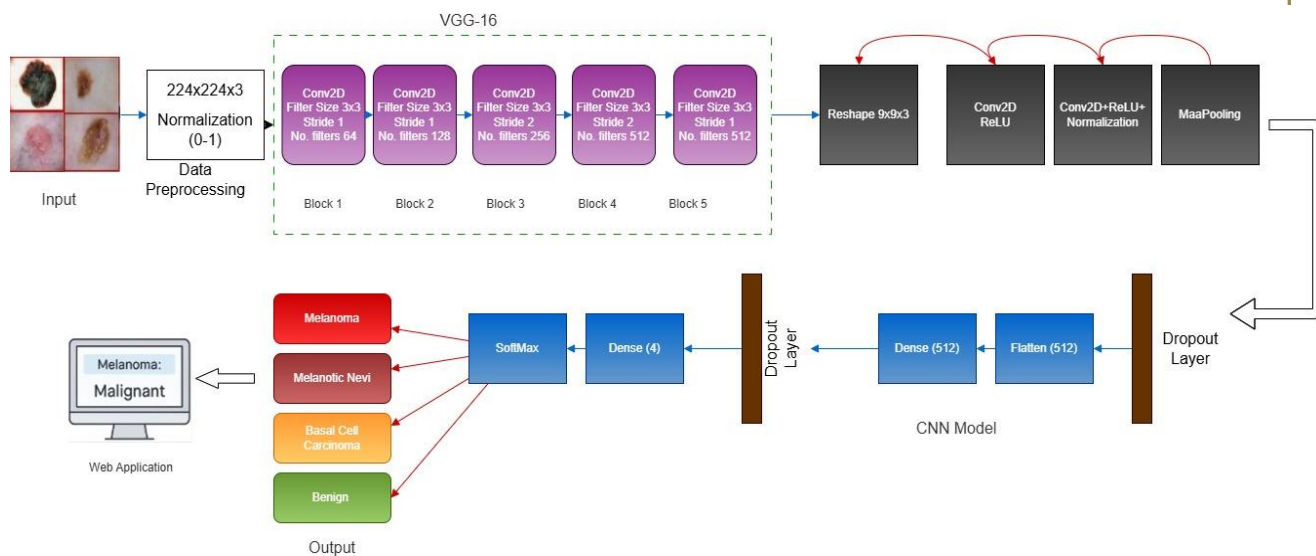 VGG-16
224x224x3
Normalization
(0-1)
Data
Preprocessing
Input
Conv2D
Filter Size 3x3
Stride 1
No. filters 64
Block 1
Conv2D
Filter Size 3x3
Stride 1
No. filters 128
Block 2
Conv2D
Filter Size 3x3
Stride 2
No. filters 256
Block 3
Conv2D
Filter Size 3x3
Stride 2
No. filters 512
Block 4
Conv2D
Filter Size 3x3
Stride 1
No. filters 512
Block 5
Reshape 9x9x3
Conv2D
ReLU
Conv2D+ReLU+
Normalization
MaaPooling
Dropout
Layer
Flatten (512)
Dense (512)
CNN Model
Dropout
Layer
Dense (4)
SoftMax
Melanoma
Melanotic Nevi
Basal Cell
Carcinoma
Benign
Output
Melanoma:
Malignant
Web Application